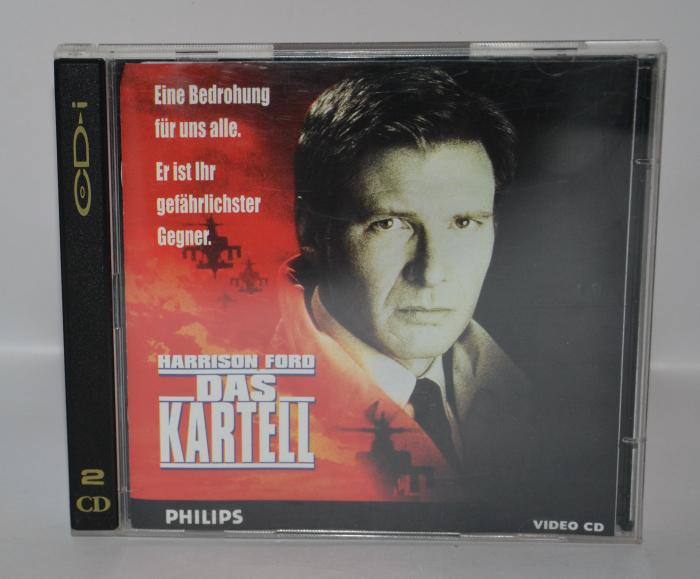 CD-i
Eine Bedrohung
für uns alle.
Er ist Ihr
gefährlichster
Gegner.
HARRISON FORD
DAS
KARTELL
2
CD
PHILIPS
VIDEO CD